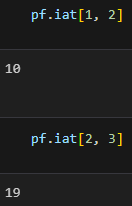 pf.iat[1, 2]
10
pf.iat[2, 3]
19